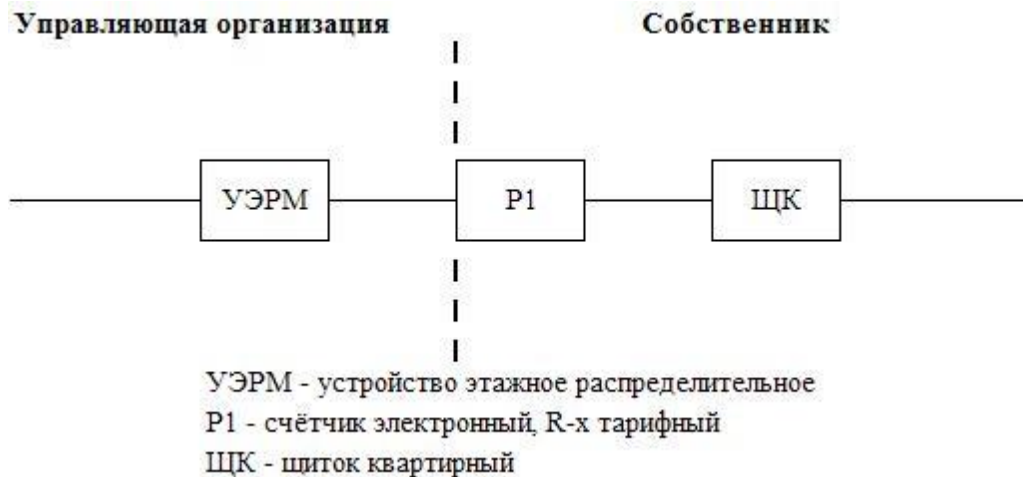 Управляющая организация
Собственник
УЭРМ
Р1
ЩК
УЭРМ - устройство этажное распределительное
Р1 - счётчик электронный, R-х тарифный
ЩК - щиток квартирный